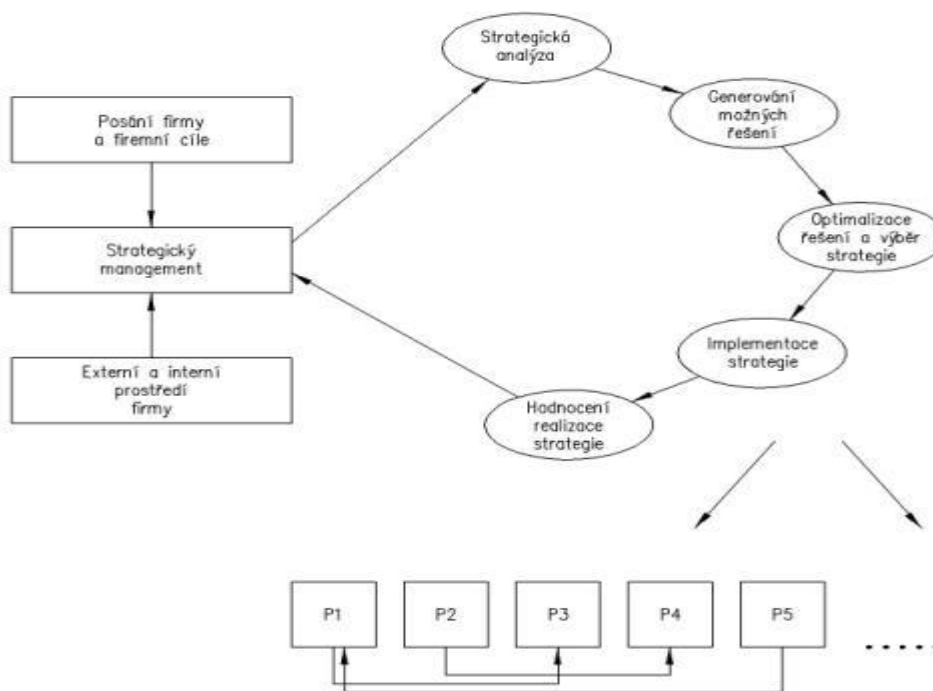 Strategická
analýza
Generování
možných
řešení
Posání firmy
a firemní cíle
Optimalizace
řešení a výběr
strategie
Strategický
management
Implementace
strategie
Externí a interní
prostředí
firmy
Hodnocení
realizace
strategie
P1
P2
P3
P4
P5
......